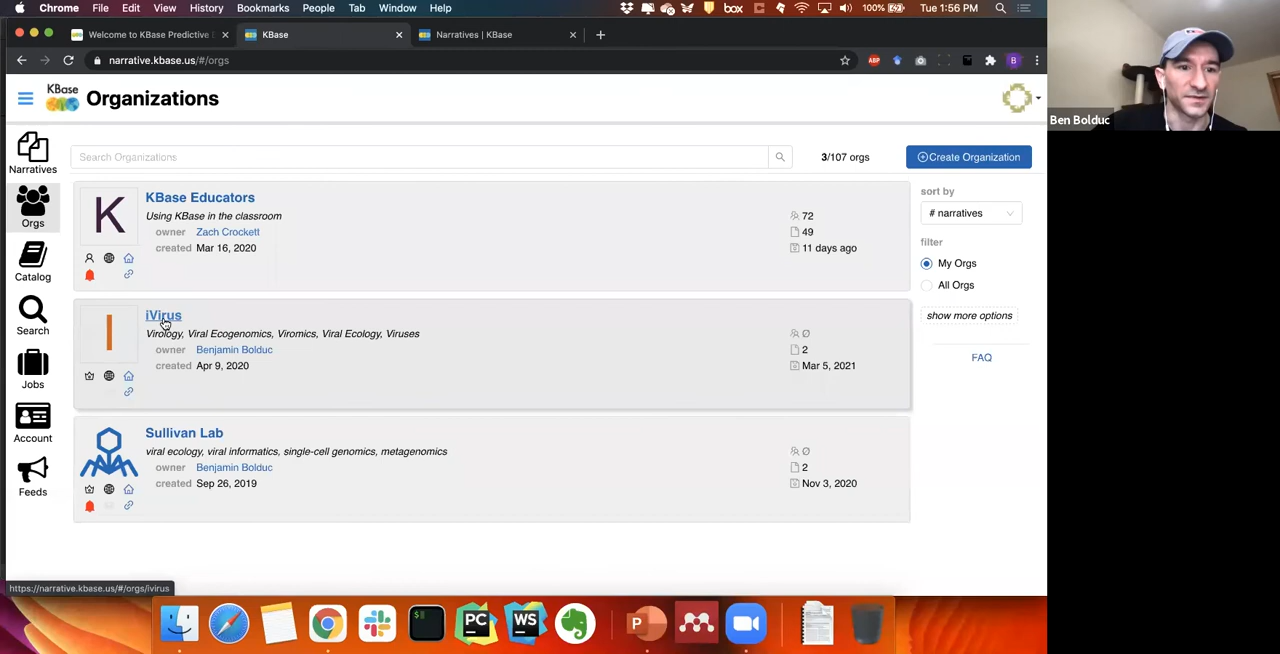 Chrome File Edit View History Bookmarks People Tab Window Help
box 100% Tue 1:56 PM
Welcome to KBase Predictive
KBase
Narratives | KBase
narrative.kbase.us/#/orgs
ABP
B
KBase Organizations
Search Organizations
3/107 orgs
Create Organization
Narratives
Orgs
Catalog
Search
Jobs
Account
Feeds
K
KBase Educators
Using KBase in the classroom
owner Zach Crockett
created Mar 16, 2020
72
49
11 days ago
I
iVirus
Virology, Viral Ecogenomics, Viromics, Viral Ecology, Viruses
owner Benjamin Bolduc
created Apr 9, 2020
Ø
2
Mar 5, 2021
Sullivan Lab
viral ecology, viral informatics, single-cell genomics, metagenomics
owner Benjamin Bolduc
created Sep 26, 2019
Ø
2
Nov 3, 2020
sort by
# narratives
filter
My Orgs
All Orgs
show more options
FAQ
https://narrative.kbase.us/#/orgs/ivirus
PC
WS
P
Ben Bolduc